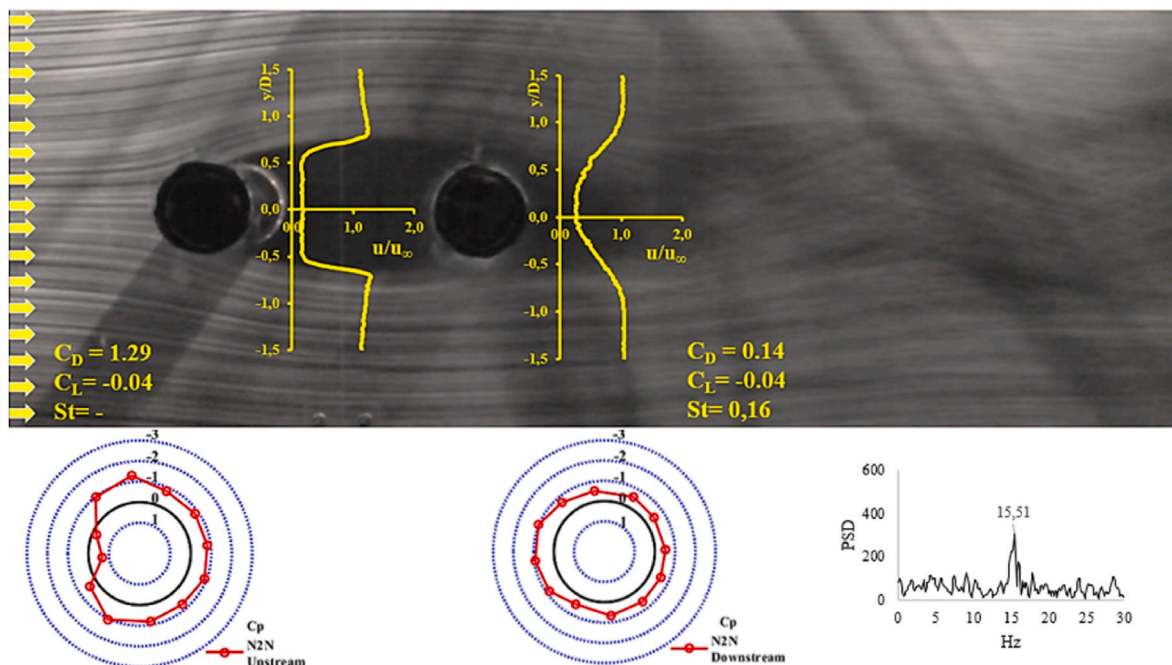 y/D
1,5
1,0
0,5
0,0
-0,5
-1,0
-1,5
0,0
1,0
2,0
u/u∞
y/D
1,5
1,0
0,5
0,0
-0,5
-1,0
-1,5
0,0
1,0
2,0
u/u∞
CD = 1.29
CL= -0.04
St= -
CD = 0.14
CL= -0.04
St= 0,16
-3
-2
-1
0
1
Cp
N2N
Upstream
-3
-2
-1
0
1
Cp
N2N
Downstream
600
400
200
0
PSD
15,51
0 5 10 15 20 25 30
Hz